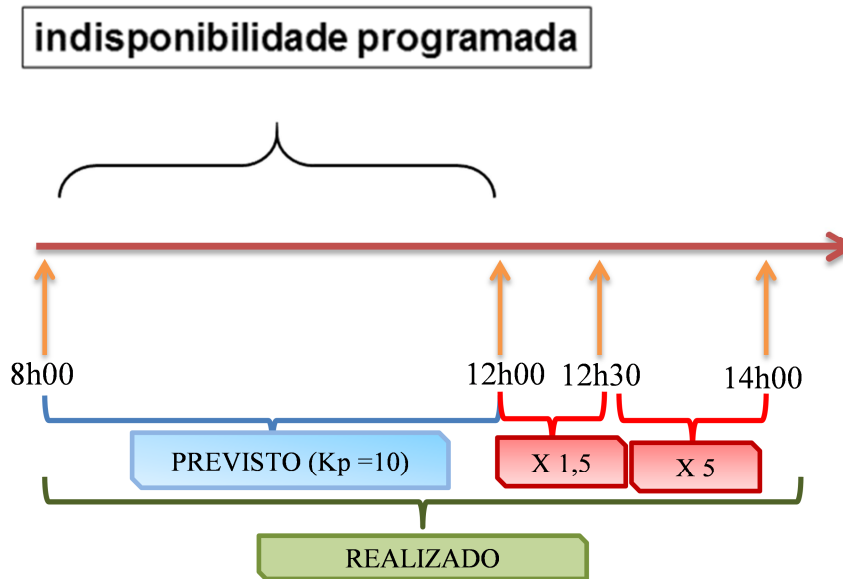 indisponibilidade programada
8h00
12h00
12h30
14h00
PREVISTO (Kp =10)
X 1,5
X 5
REALIZADO